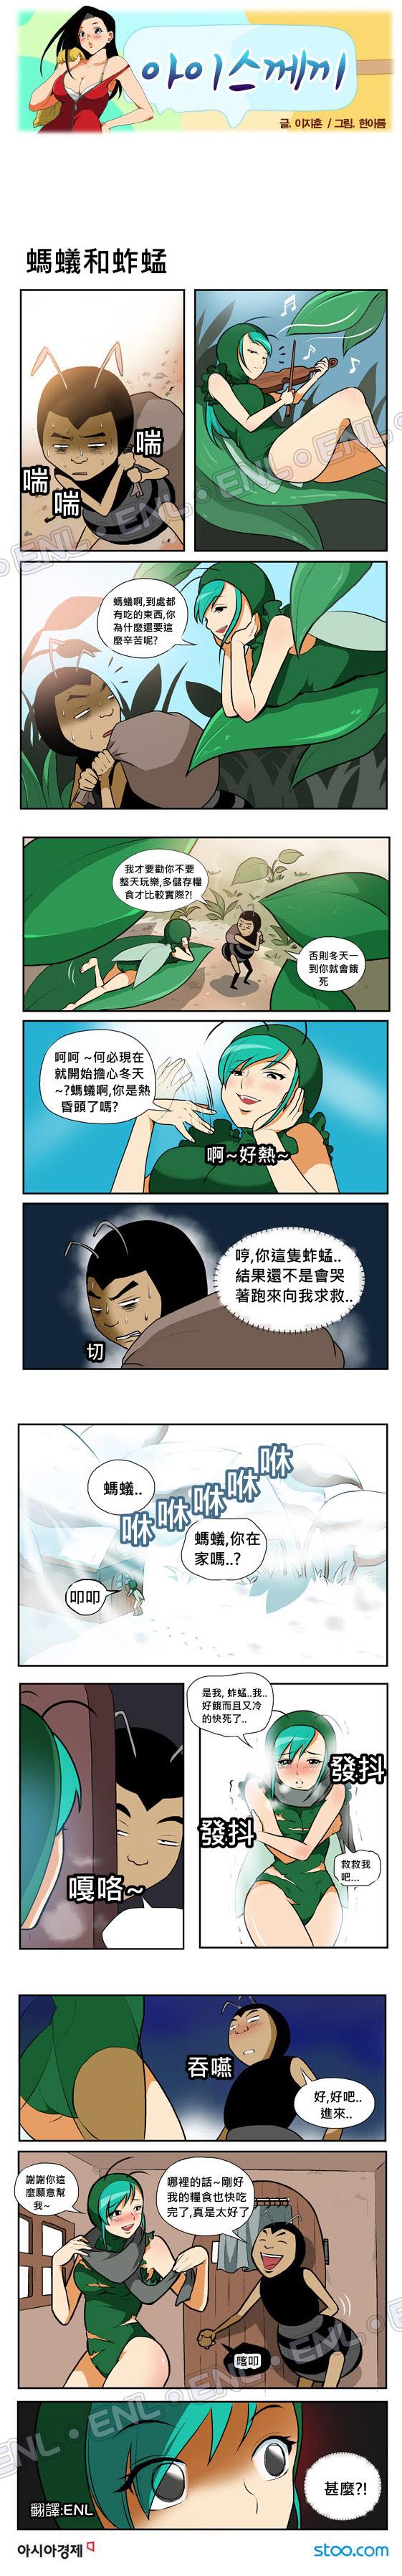 아이스께끼
글. 이지훈 / 그림. 한아름
螞蟻和蚱蜢
喘
喘
喘
螞蟻啊,到處都
有吃的東西,你
為什麼還要這
麼辛苦呢?
我才要勸你不要
整天玩樂,多儲存糧
食才比較實際?!
否則冬天一
到你就會餓
死
呵呵~何必現在
就開始擔心冬天
~?螞蟻啊,你是熱
昏頭了嗎?
啊~好熱~
哼,你這隻蚱蜢..
結果還不是會哭
著跑來向我求救..
切
螞蟻..
咻咻咻咻咻
螞蟻,你在
家嗎..?
叩叩
嘎咯~
是我, 蚱蜢..我..
好餓而且又冷
的快死了..
發抖
發抖
救救我
吧...
吞嚥
好,好吧..
進來..
謝謝你這
麼願意幫
我~
哪裡的話~剛好
我的糧食也快吃
完了,真是太好了
喀叩
甚麼?!
翻譯:ENL
ENL
아시아경제
stoo.com